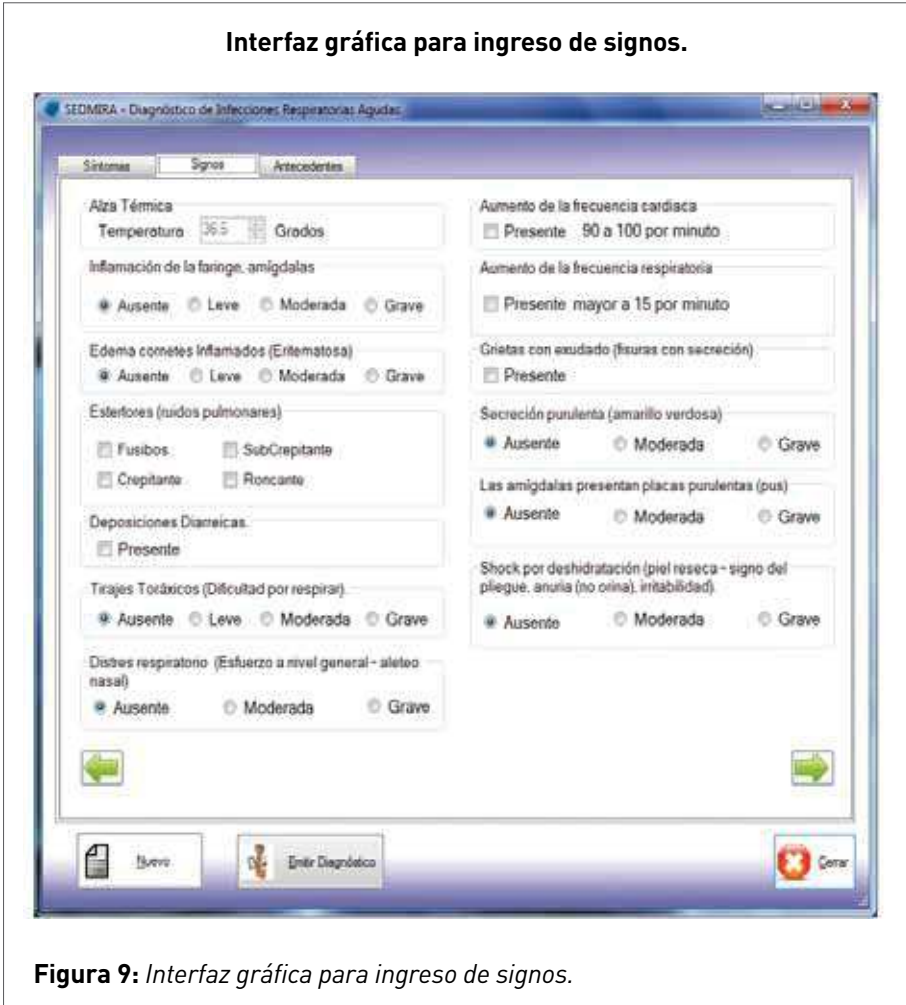 Interfaz gráfica para ingreso de signos.
SEDMIRA - Diagnóstico de Infecciones Respiratorias Agudas
Síntomas Signos Antecedentes
Alza Térmica
Temperatura 36.5 Grados
Inflamación de la faringe, amígdalas
Ausente Leve Moderada Grave
Edema cornetes Inflamados (Eritematosa)
Ausente Leve Moderada Grave
Estertores (ruidos pulmonares)
Fusibos SubCrepitante
Crepitante Roncante
Deposiciones Diarreicas.
Presente
Tirajes Toráxicos (Dificultad por respirar).
Ausente Leve Moderada Grave
Distres respiratorio (Esfuerzo a nivel general - aleteo
nasal)
Ausente Moderada Grave
Aumento de la frecuencia cardiaca
Presente 90 a 100 por minuto
Aumento de la frecuencia respiratoria
Presente mayor a 15 por minuto
Grietas con exudado (fisuras con secreción)
Presente
Secreción purulenta (amarillo verdosa)
Ausente Moderada Grave
Las amígdalas presentan placas purulentas (pus)
Ausente Moderada Grave
Shock por deshidratación (piel reseca - signo del
pliegue, anuria (no orina), irritabilidad).
Ausente Moderada Grave
Nuevo Emitir Diagnóstico Cerrar
Figura 9: Interfaz gráfica para ingreso de signos.